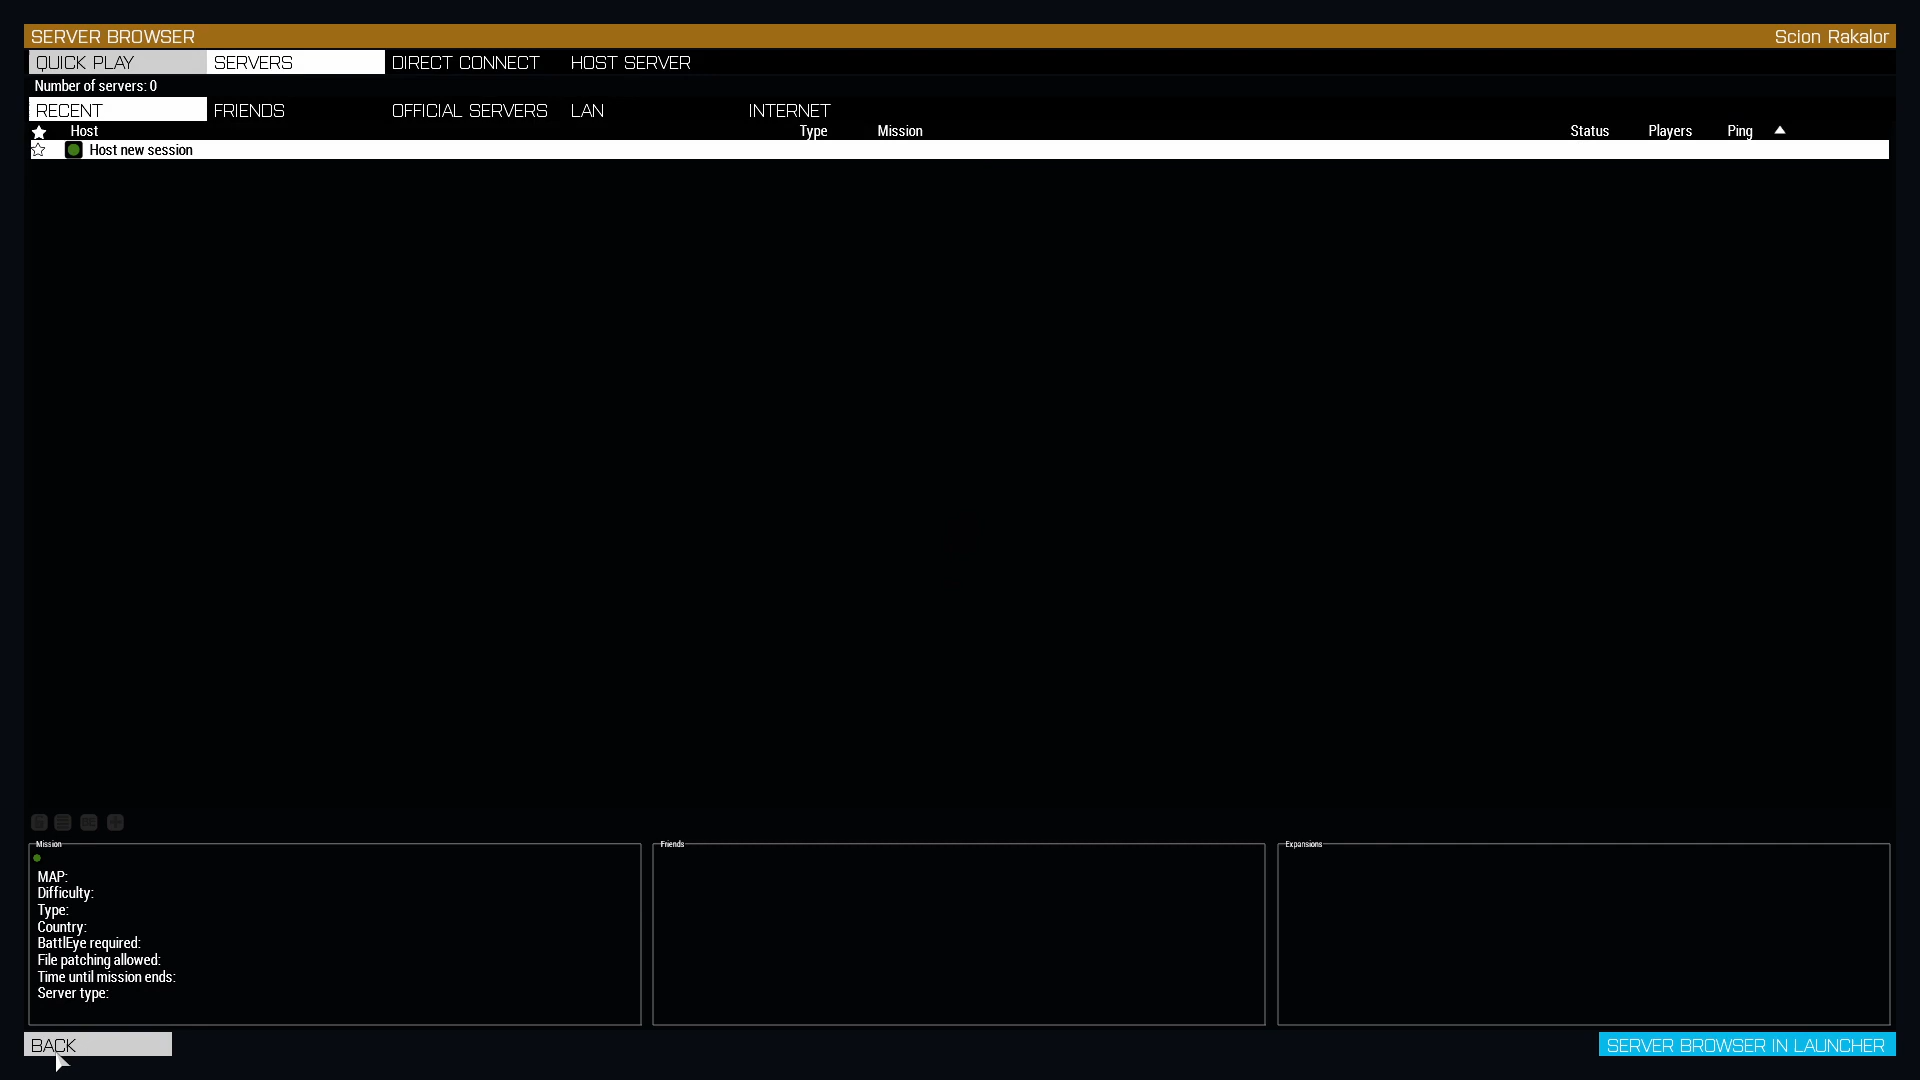 SERVER BROWSER Scion Rakalor
QUICK PLAY SERVERS DIRECT CONNECT HOST SERVER
Number of servers: 0
RECENT FRIENDS OFFICIAL SERVERS LAN INTERNET
Host Type Mission Status Players Ping
Host new session
Mission Friends Expansions
MAP:
Difficulty:
Type:
Country:
BattlEye required:
File patching allowed:
Time until mission ends:
Server type:
BACK SERVER BROWSER IN LAUNCHER